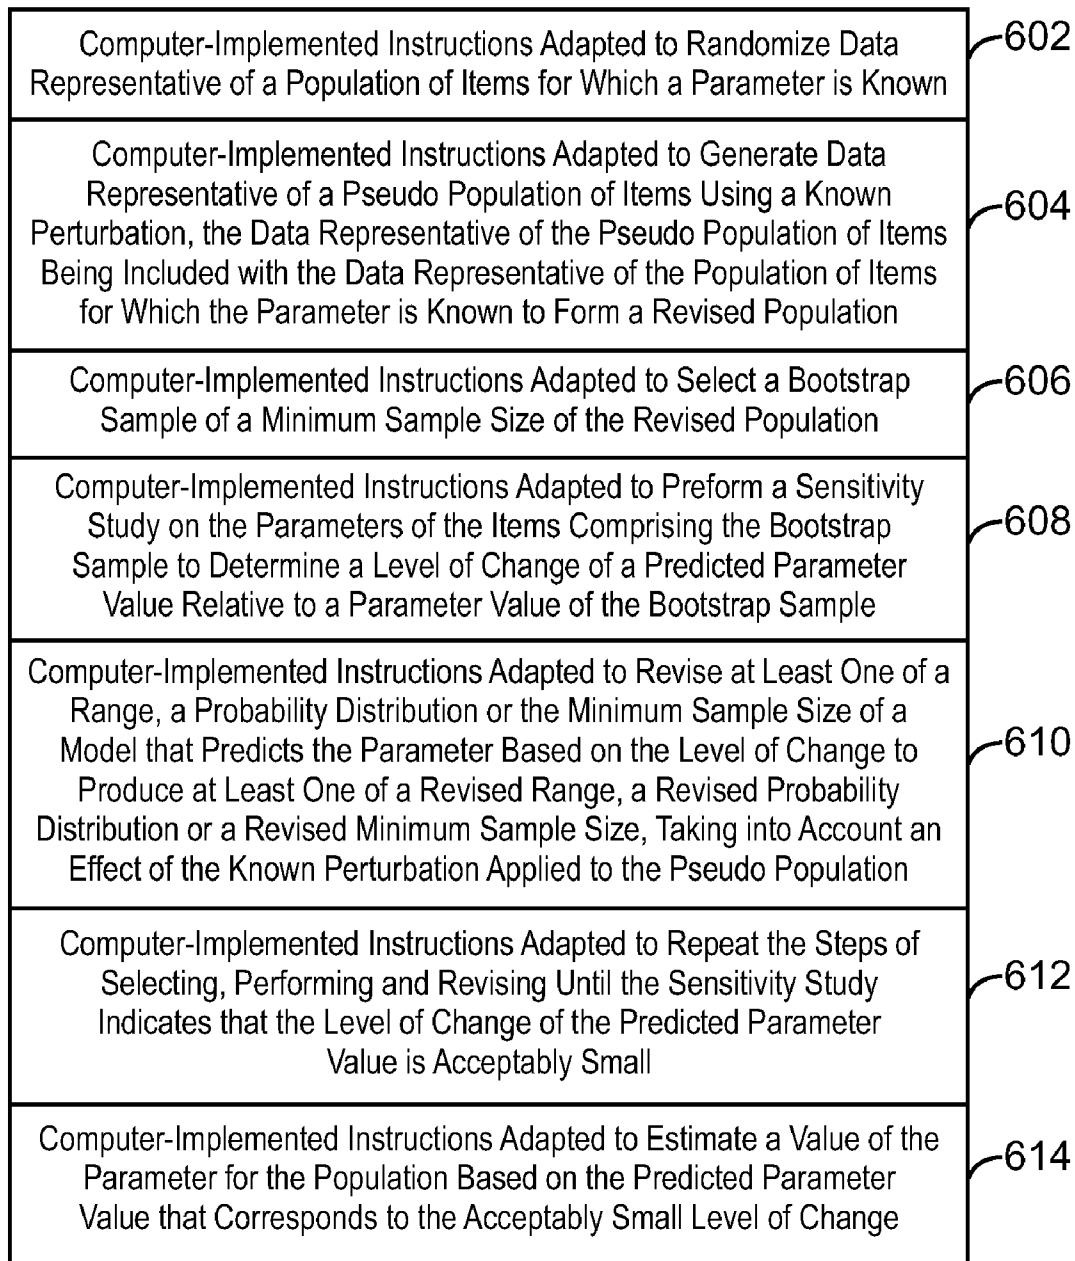 Computer-Implemented Instructions Adapted to Randomize Data
Representative of a Population of Items for Which a Parameter is Known
602
Computer-Implemented Instructions Adapted to Generate Data
Representative of a Pseudo Population of Items Using a Known
Perturbation, the Data Representative of the Pseudo Population of Items
Being Included with the Data Representative of the Population of Items
for Which the Parameter is Known to Form a Revised Population
604
Computer-Implemented Instructions Adapted to Select a Bootstrap
Sample of a Minimum Sample Size of the Revised Population
606
Computer-Implemented Instructions Adapted to Preform a Sensitivity
Study on the Parameters of the Items Comprising the Bootstrap
Sample to Determine a Level of Change of a Predicted Parameter
Value Relative to a Parameter Value of the Bootstrap Sample
608
Computer-Implemented Instructions Adapted to Revise at Least One of a
Range, a Probability Distribution or the Minimum Sample Size of a
Model that Predicts the Parameter Based on the Level of Change to
Produce at Least One of a Revised Range, a Revised Probability
Distribution or a Revised Minimum Sample Size, Taking into Account an
Effect of the Known Perturbation Applied to the Pseudo Population
610
Computer-Implemented Instructions Adapted to Repeat the Steps of
Selecting, Performing and Revising Until the Sensitivity Study
Indicates that the Level of Change of the Predicted Parameter
Value is Acceptably Small
612
Computer-Implemented Instructions Adapted to Estimate a Value of the
Parameter for the Population Based on the Predicted Parameter
Value that Corresponds to the Acceptably Small Level of Change
614